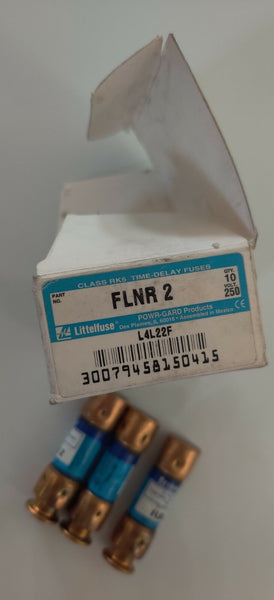 CLASS RK5 TIME-DELAY FUSES
PART NO. FLNR 2
QTY. 10
VOLT. 250
Littelfuse®
POWR-GARD Products
Des Plaines, IL 60016 • Assembled in Mexico
CE
L4L22F
30079458150415